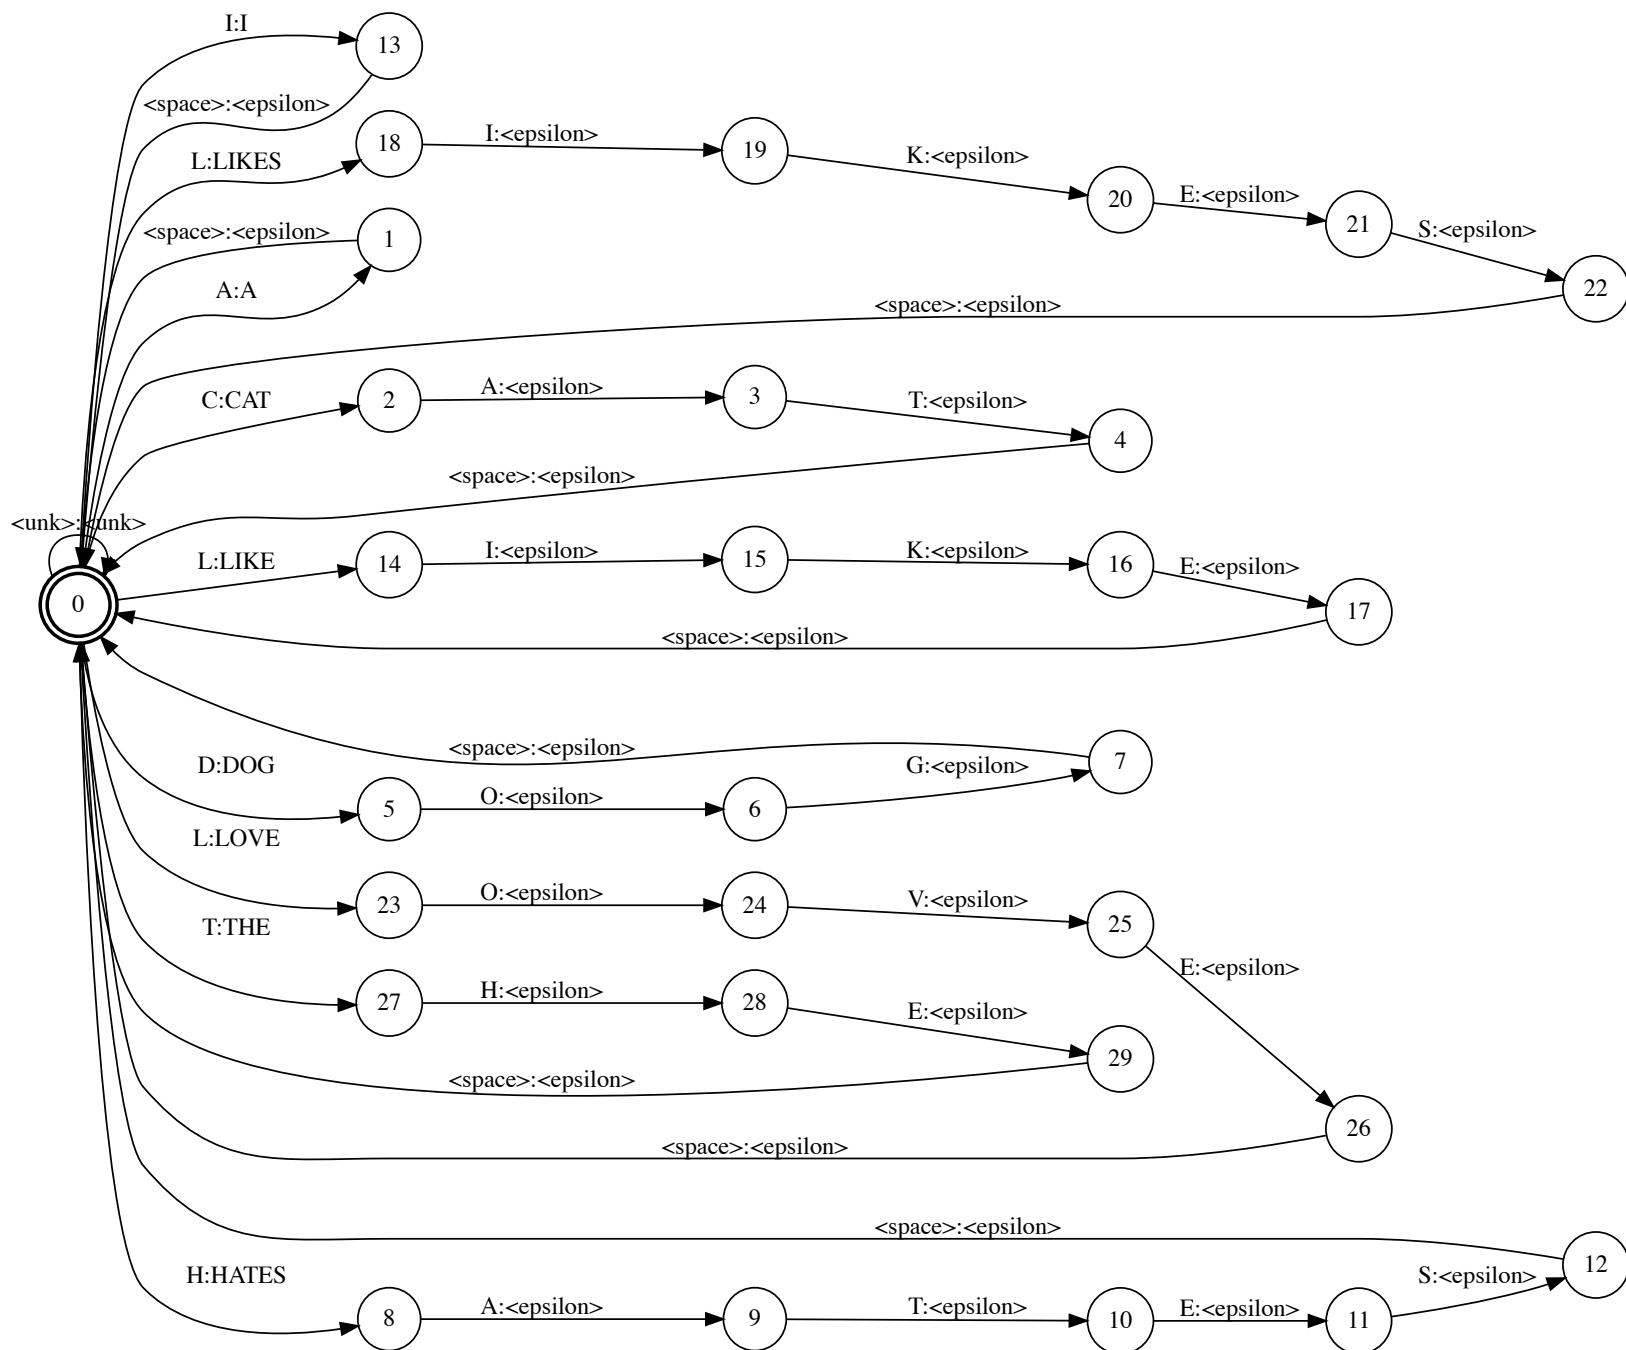 I:I
13
<space>:<epsilon>
L:LIKES
18
I:<epsilon>
19
K:<epsilon>
20
E:<epsilon>
21
S:<epsilon>
22
<space>:<epsilon>
1
A:A
<space>:<epsilon>
C:CAT
2
A:<epsilon>
3
T:<epsilon>
4
<space>:<epsilon>
<unk>:<unk>
0
L:LIKE
14
I:<epsilon>
15
K:<epsilon>
16
E:<epsilon>
17
<space>:<epsilon>
D:DOG
5
O:<epsilon>
6
G:<epsilon>
7
<space>:<epsilon>
L:LOVE
23
O:<epsilon>
24
V:<epsilon>
25
E:<epsilon>
26
T:THE
27
H:<epsilon>
28
E:<epsilon>
29
<space>:<epsilon>
<space>:<epsilon>
<space>:<epsilon>
H:HATES
8
A:<epsilon>
9
T:<epsilon>
10
E:<epsilon>
11
S:<epsilon>
12